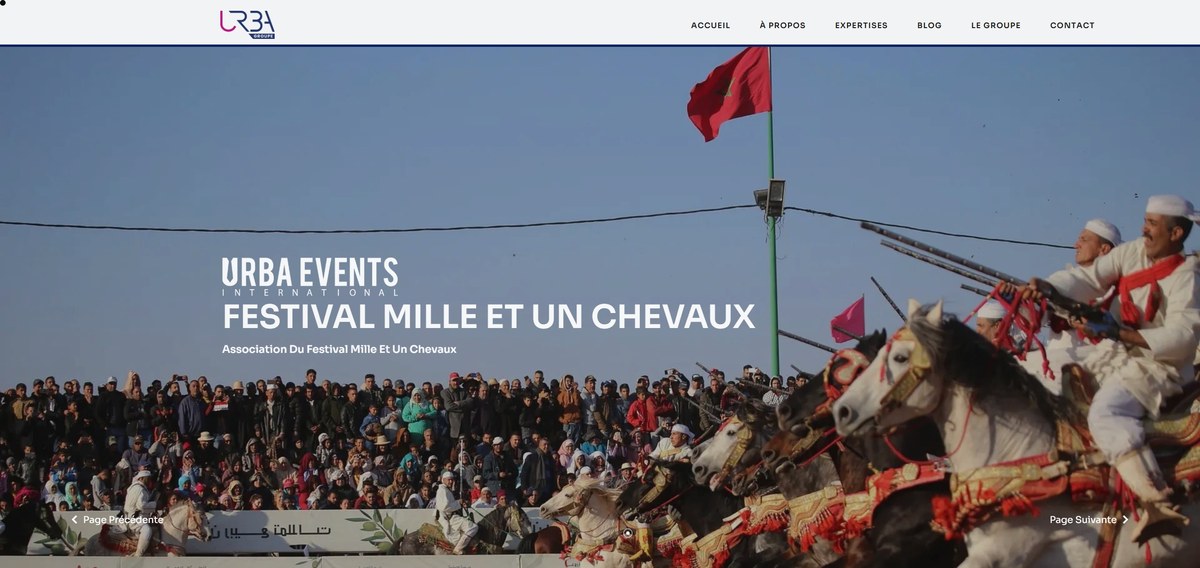 URBA
GROUPE
ACCUEIL
À PROPOS
EXPERTISES
BLOG
LE GROUPE
CONTACT
URBA EVENTS
INTERNATIONAL
FESTIVAL MILLE ET UN CHEVAUX
Association Du Festival Mille Et Un Chevaux
Page Précédente
Page Suivante